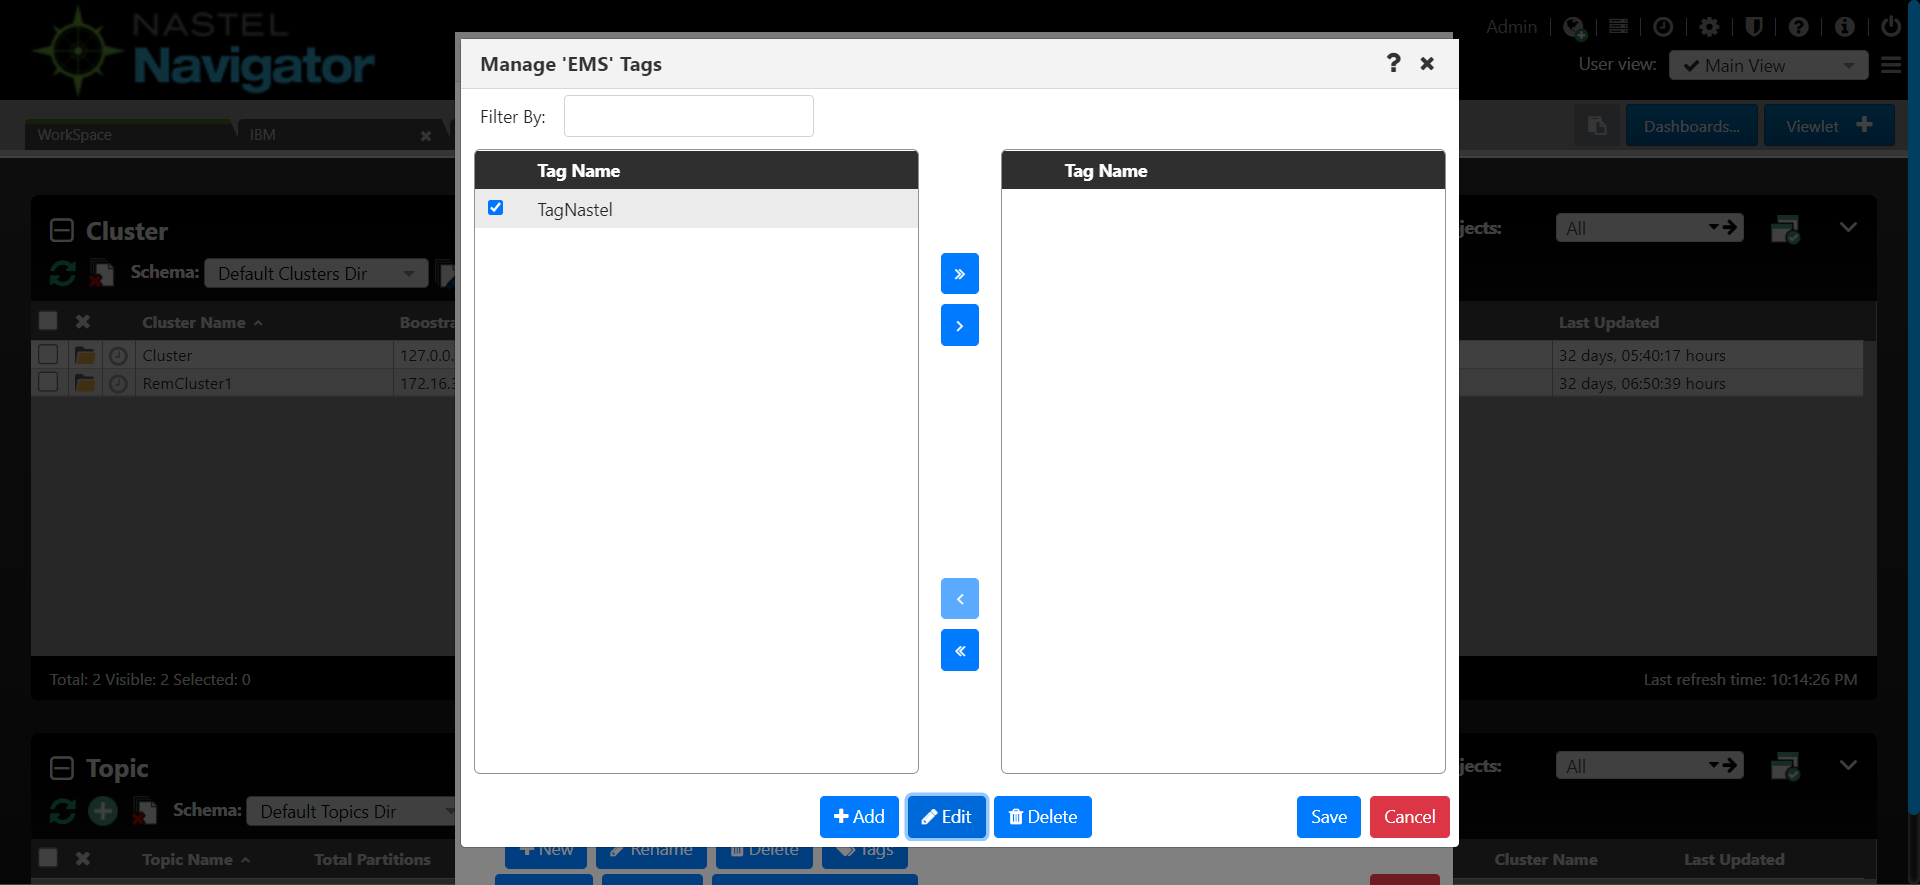 NASTEL
Navigator
Admin
User view:
Main View
WorkSpace
IBM
Dashboards...
Viewlet
Manage 'EMS' Tags
Filter By:
Tag Name
TagNastel
Tag Name
Add
Edit
Delete
Save
Cancel
Cluster
Schema:
Default Clusters Dir
jects:
All
Cluster Name
Boostra
Last Updated
Cluster
127.0.0.
32 days, 05:40:17 hours
RemCluster1
172.16.3
32 days, 06:50:39 hours
Total: 2 Visible: 2 Selected: 0
Last refresh time: 10:14:26 PM
Topic
Schema:
Default Topics Dir
jects:
All
Topic Name
Total Partitions
Cluster Name
Last Updated
New
Rename
Delete
Tags